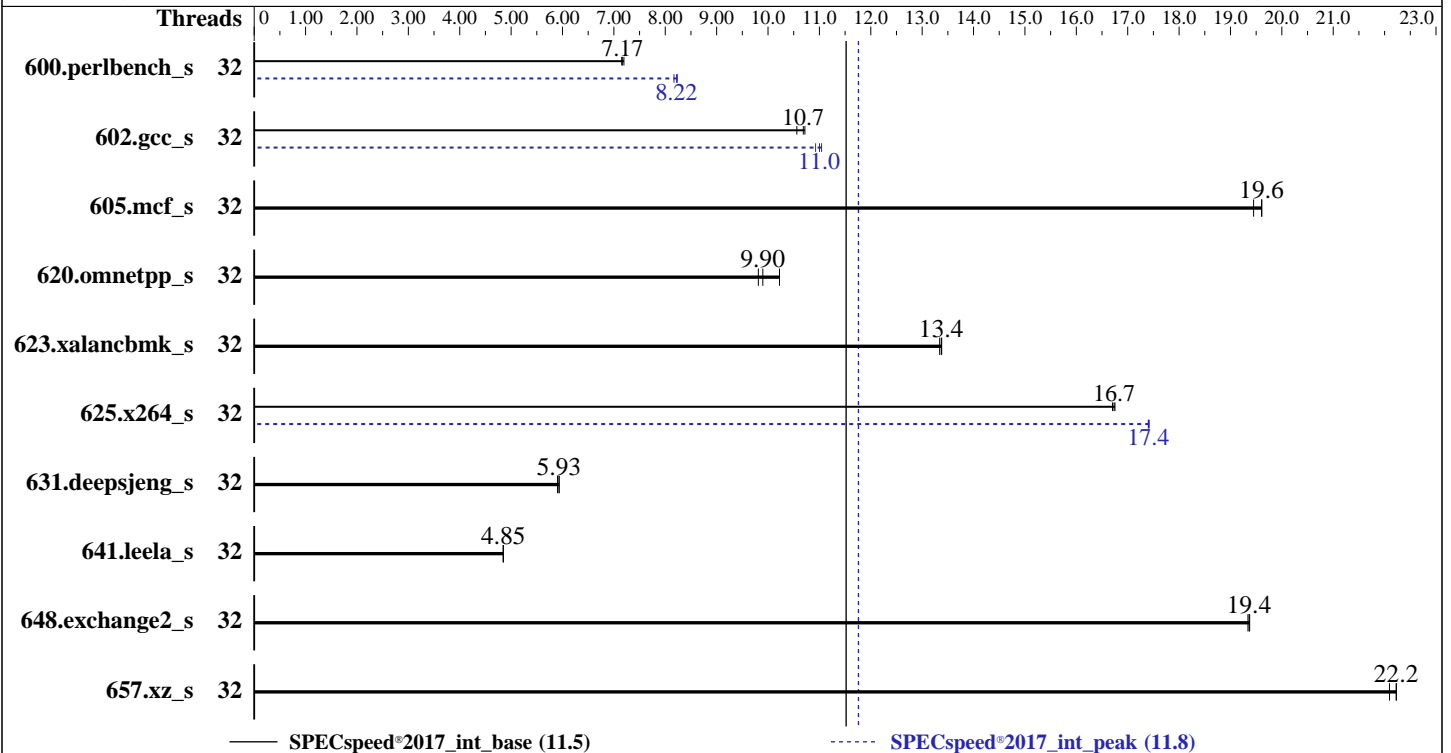 Threads 0 1.00 2.00 3.00 4.00 5.00 6.00 7.00 8.00 9.00 10.0 11.0 12.0 13.0 14.0 15.0 16.0 17.0 18.0 19.0 20.0 21.0 23.0
7.17
600.perlbench_s 32
8.22
10.7
602.gcc_s 32
11.0
19.6
605.mcf_s 32
9.90
620.omnetpp_s 32
13.4
623.xalancbmk_s 32
16.7
625.x264_s 32
17.4
5.93
631.deepsjeng_s 32
4.85
641.leela_s 32
19.4
648.exchange2_s 32
22.2
657.xz_s 32
SPECspeed®2017_int_base (11.5) SPECspeed®2017_int_peak (11.8)